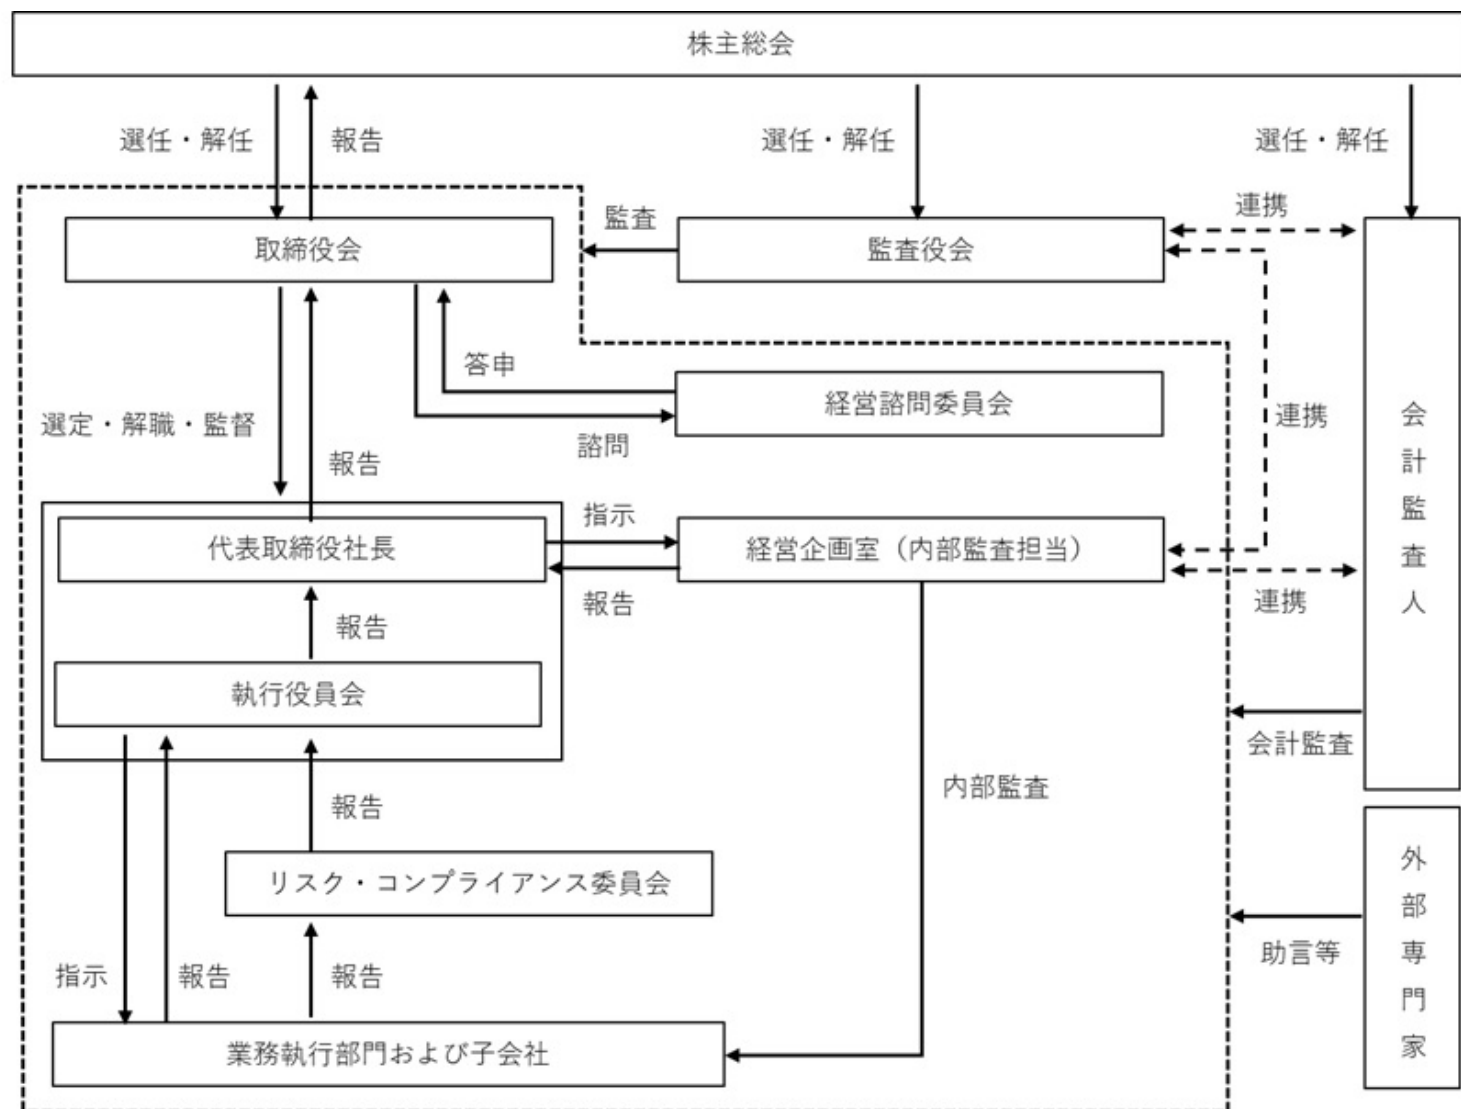 株主総会
選任・解任
報告
選任・解任
選任・解任
取締役会
監査
監査役会
連携
答申
諮問
経営諮問委員会
連携
会計監査人
選定・解職・監督
報告
代表取締役社長
指示
報告
経営企画室（内部監査担当）
連携
報告
執行役員会
会計監査
報告
内部監査
リスク・コンプライアンス委員会
外部専門家
助言等
指示
報告
報告
業務執行部門および子会社